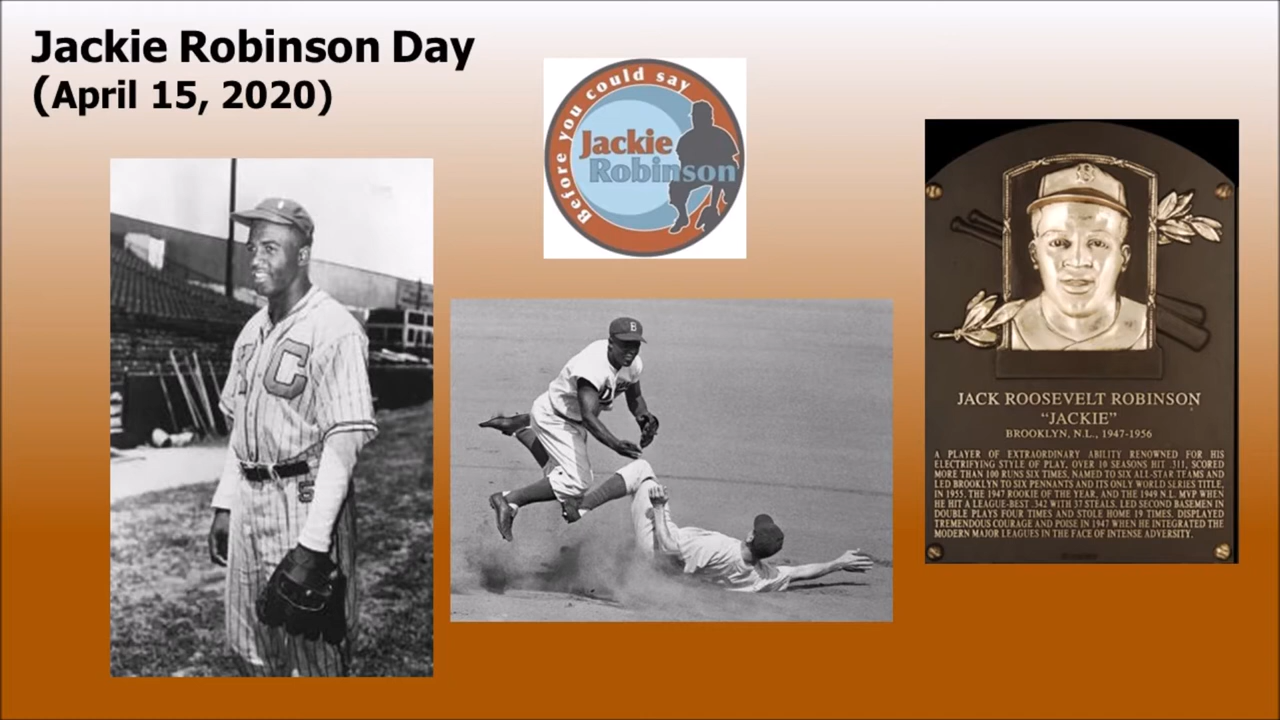 Jackie Robinson Day
(April 15, 2020)
Before you could say
Jackie
Robinson
C
5
B
B
JACK ROOSEVELT ROBINSON
“JACKIE”
BROOKLYN, N.L., 1947-1956
A PLAYER OF EXTRAORDINARY ABILITY RENOWNED FOR HIS
ELECTRIFYING STYLE OF PLAY. OVER 10 SEASONS HIT .311, SCORED
MORE THAN 100 RUNS SIX TIMES, NAMED TO SIX ALL-STAR TEAMS AND
LED BROOKLYN TO SIX PENNANTS AND ITS ONLY WORLD SERIES TITLE,
IN 1955. THE 1947 ROOKIE OF THE YEAR, AND THE 1949 N.L. MVP WHEN
HE HIT A LEAGUE-BEST .342 WITH 37 STEALS. LED SECOND BASEMEN IN
DOUBLE PLAYS FOUR TIMES AND STOLE HOME 19 TIMES. DISPLAYED
TREMENDOUS COURAGE AND POISE IN 1947 WHEN HE INTEGRATED THE
MODERN MAJOR LEAGUES IN THE FACE OF INTENSE ADVERSITY.